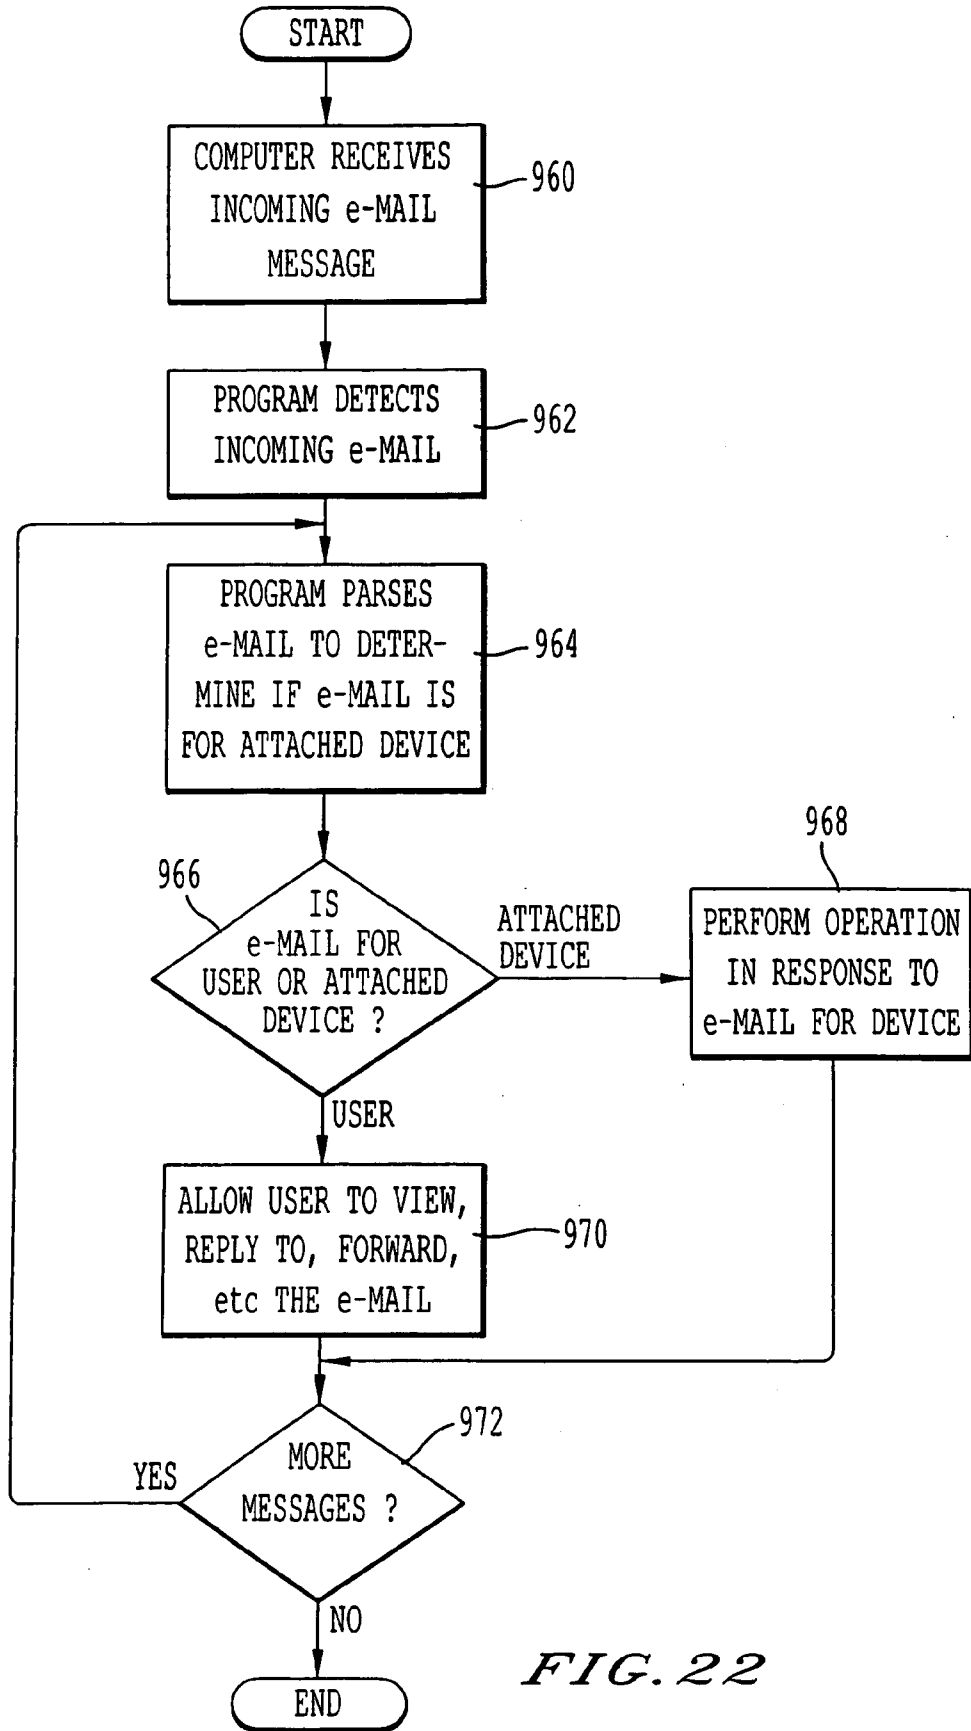 START
COMPUTER RECEIVES
INCOMING e-MAIL
MESSAGE
960
PROGRAM DETECTS
INCOMING e-MAIL
962
PROGRAM PARSES
e-MAIL TO DETER-
MINE IF e-MAIL IS
FOR ATTACHED DEVICE
964
966
IS
e-MAIL FOR
USER OR ATTACHED
DEVICE ?
ATTACHED
DEVICE
968
PERFORM OPERATION
IN RESPONSE TO
e-MAIL FOR DEVICE
USER
ALLOW USER TO VIEW,
REPLY TO, FORWARD,
etc THE e-MAIL
970
972
MORE
MESSAGES ?
YES
NO
END
FIG. 22